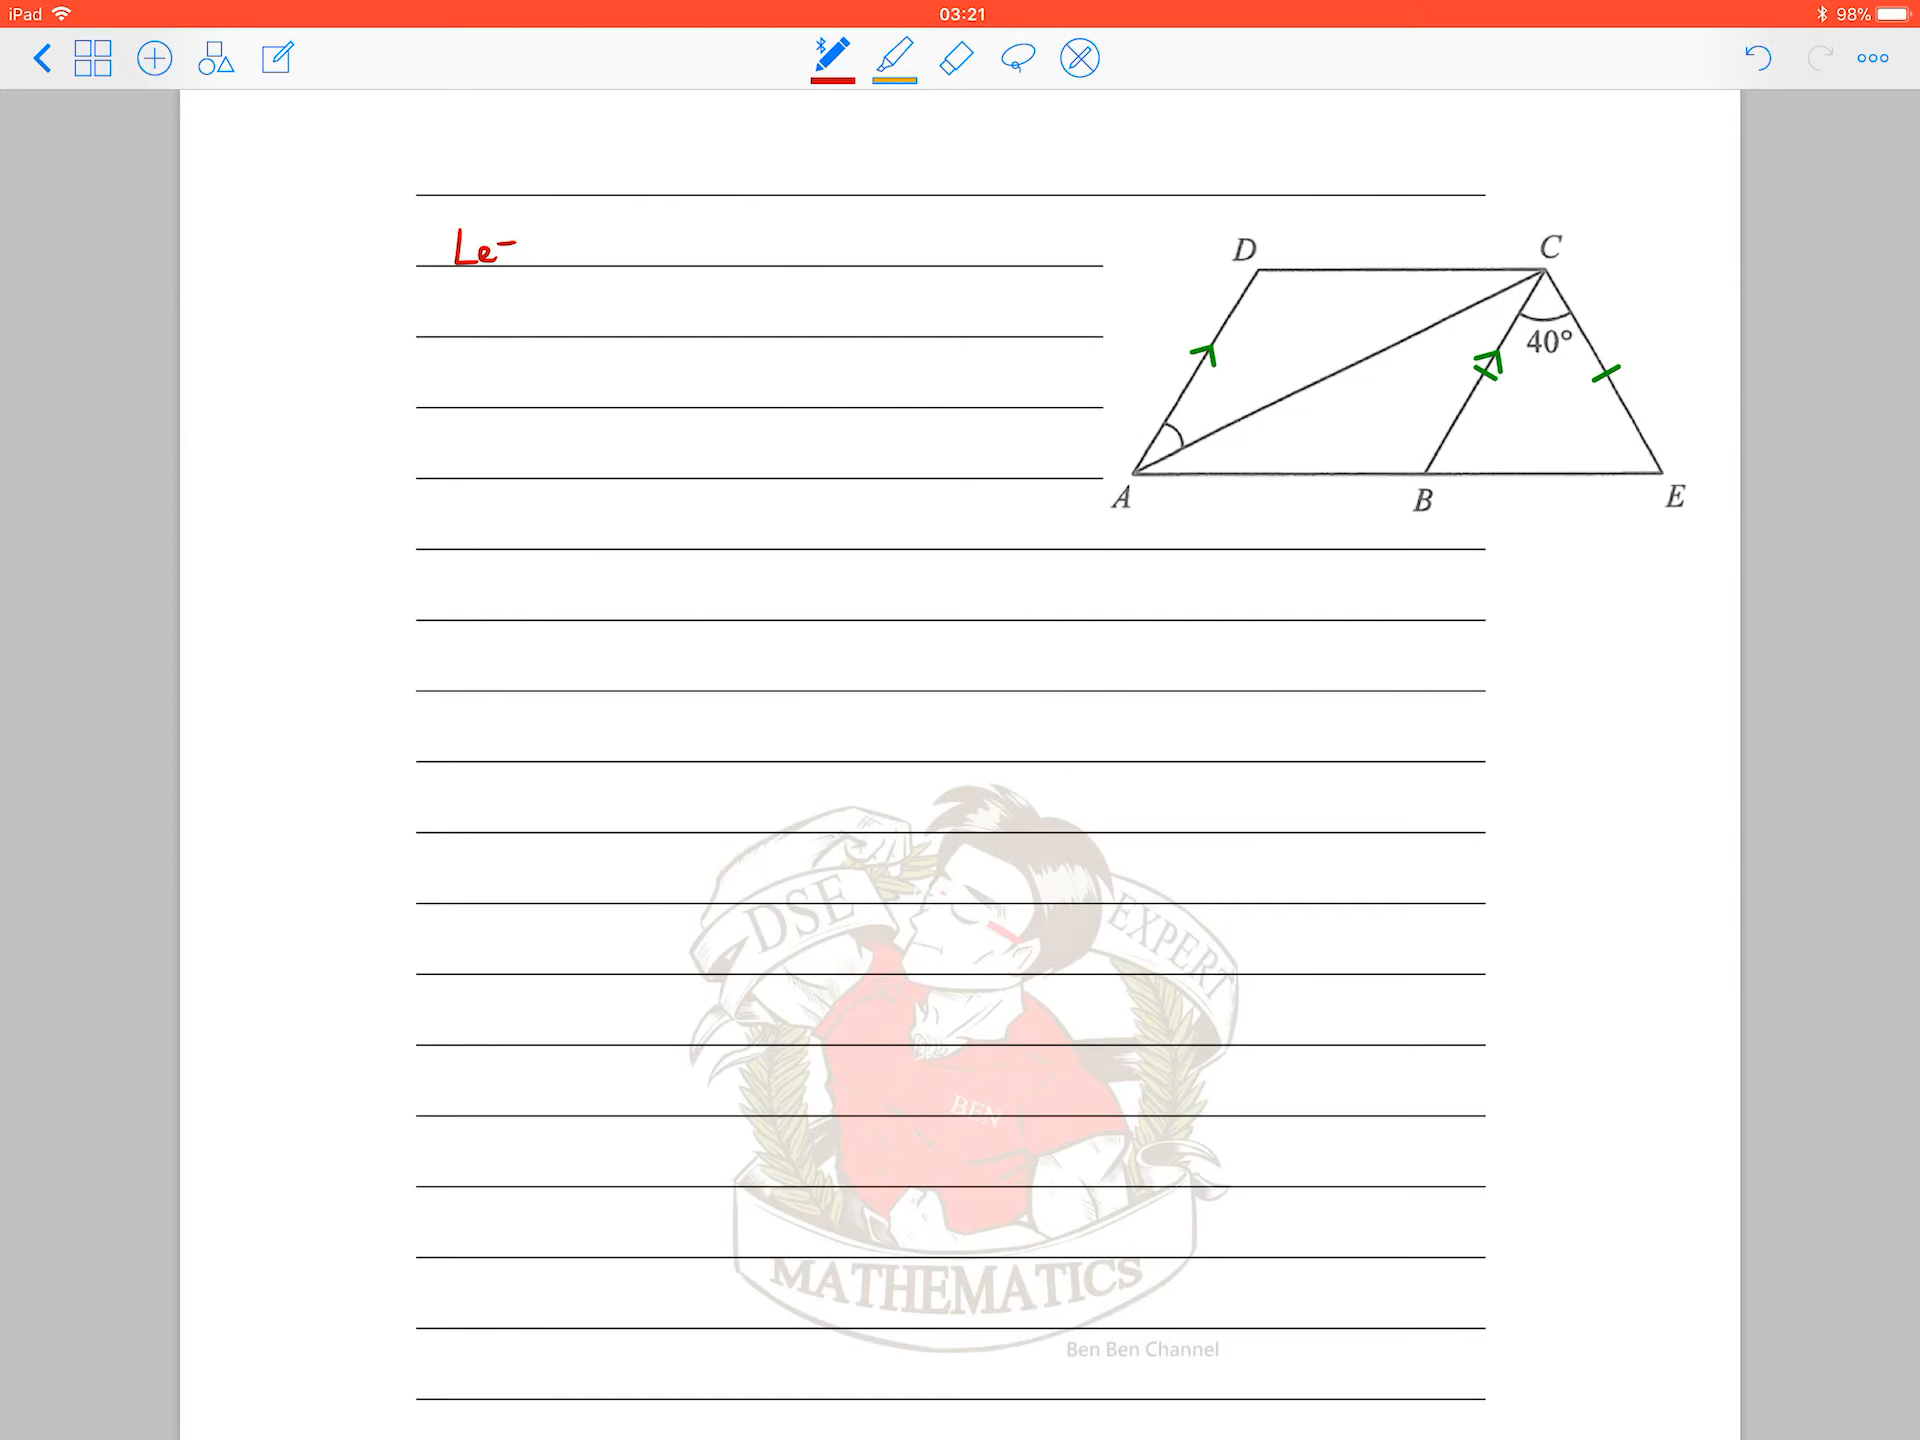 iPad 03:21 98%
Le-
D C
40°
A B E
DSE EXPERT
BEN
MATHEMATICS
Ben Ben Channel